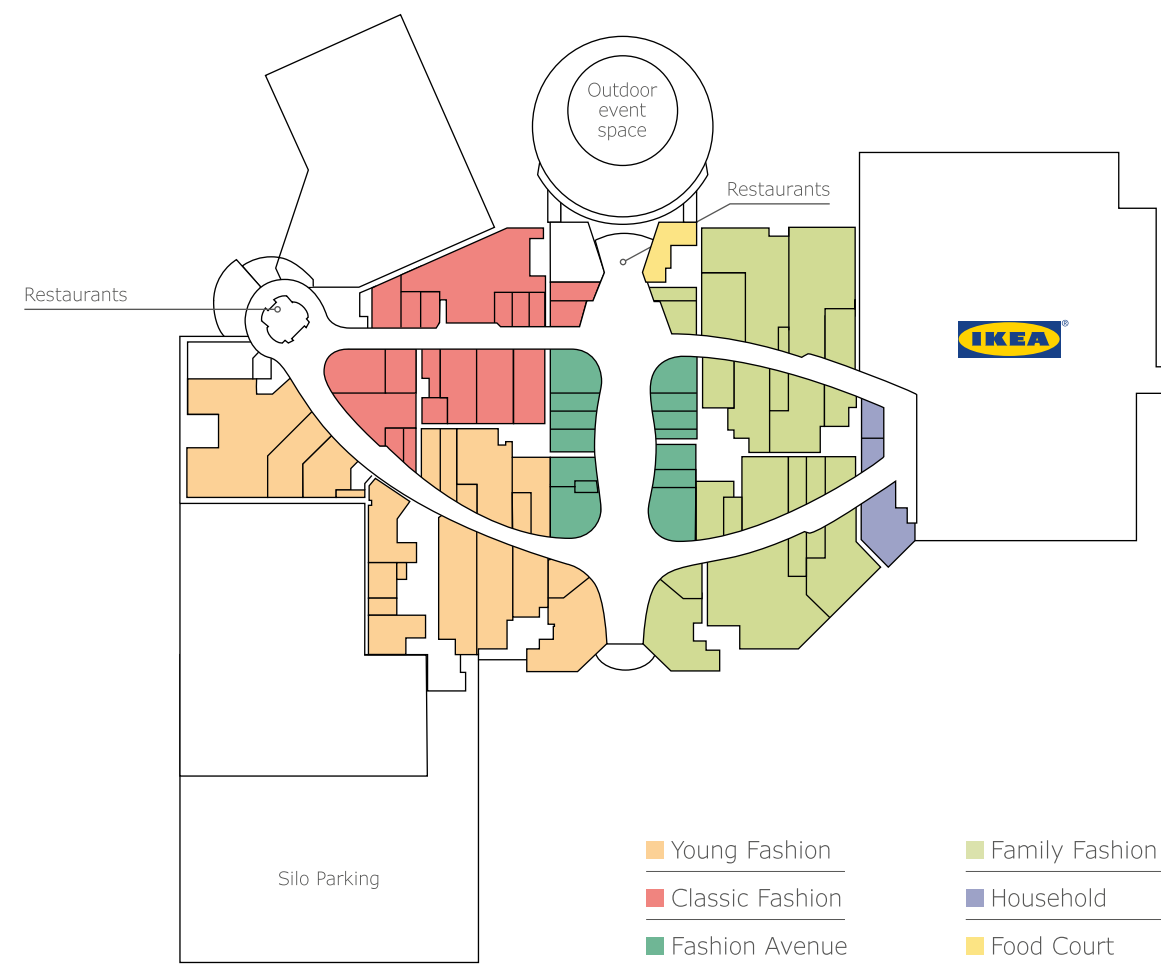 Outdoor
event
space
Restaurants
Restaurants
IKEA®
Silo Parking
Young Fashion
Family Fashion
Classic Fashion
Household
Fashion Avenue
Food Court